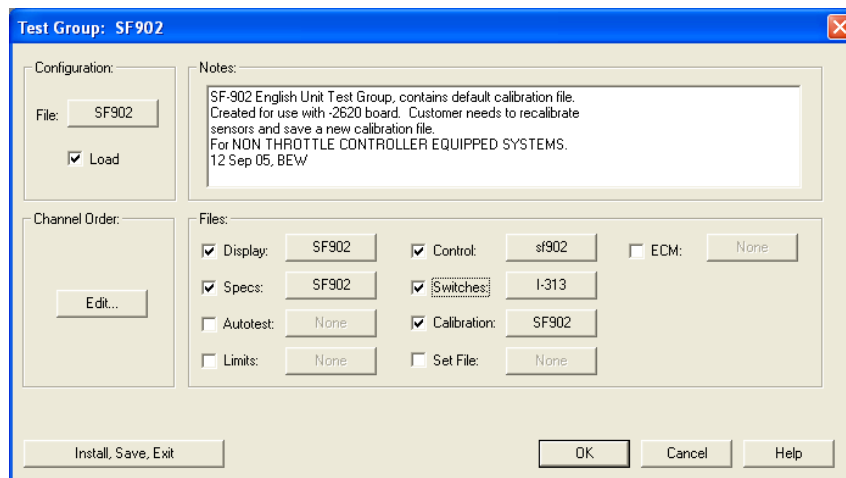 Test Group: SF902
Configuration:
File: SF902
Load
Notes:
SF-902 English Unit Test Group, contains default calibration file.
Created for use with -2620 board. Customer needs to recalibrate
sensors and save a new calibration file.
For NON THROTTLE CONTROLLER EQUIPPED SYSTEMS.
12 Sep 05, BEW
Channel Order:
Edit...
Files:
Display: SF902 Control: sf902 ECM: None
Specs: SF902 Switches: I-313
Autotest: None Calibration: SF902
Limits: None Set File: None
Install, Save, Exit OK Cancel Help